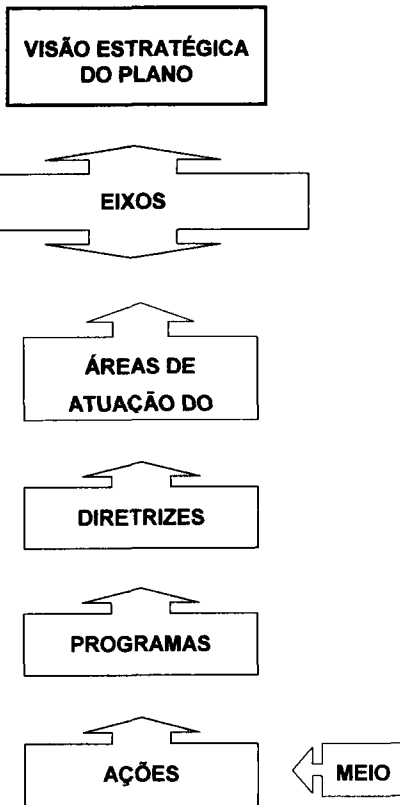 VISÃO ESTRATÉGICA
DO PLANO
EIXOS
ÁREAS DE
ATUAÇÃO DO
DIRETRIZES
PROGRAMAS
AÇÕES
MEIO